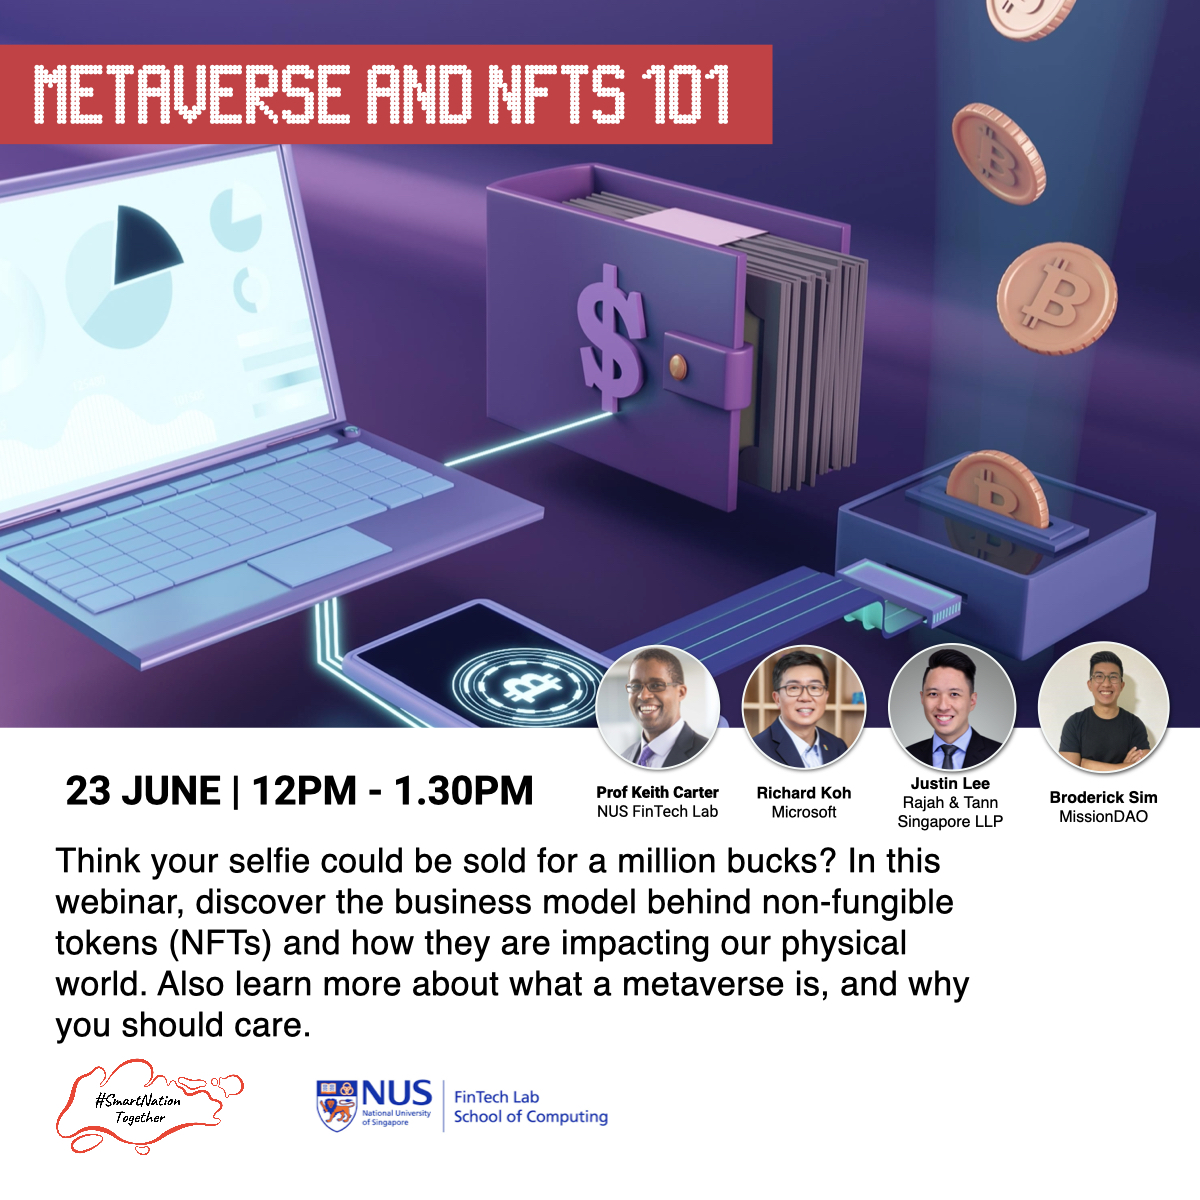 METAVERSE AND NFTS 101
23 JUNE | 12PM - 1.30PM
Prof Keith Carter
NUS FinTech Lab
Richard Koh
Microsoft
Justin Lee
Rajah & Tann
Singapore LLP
Broderick Sim
MissionDAO
Think your selfie could be sold for a million bucks? In this
webinar, discover the business model behind non-fungible
tokens (NFTs) and how they are impacting our physical
world. Also learn more about what a metaverse is, and why
you should care.
#SmartNation
Together
NUS
National University
of Singapore
FinTech Lab
School of Computing